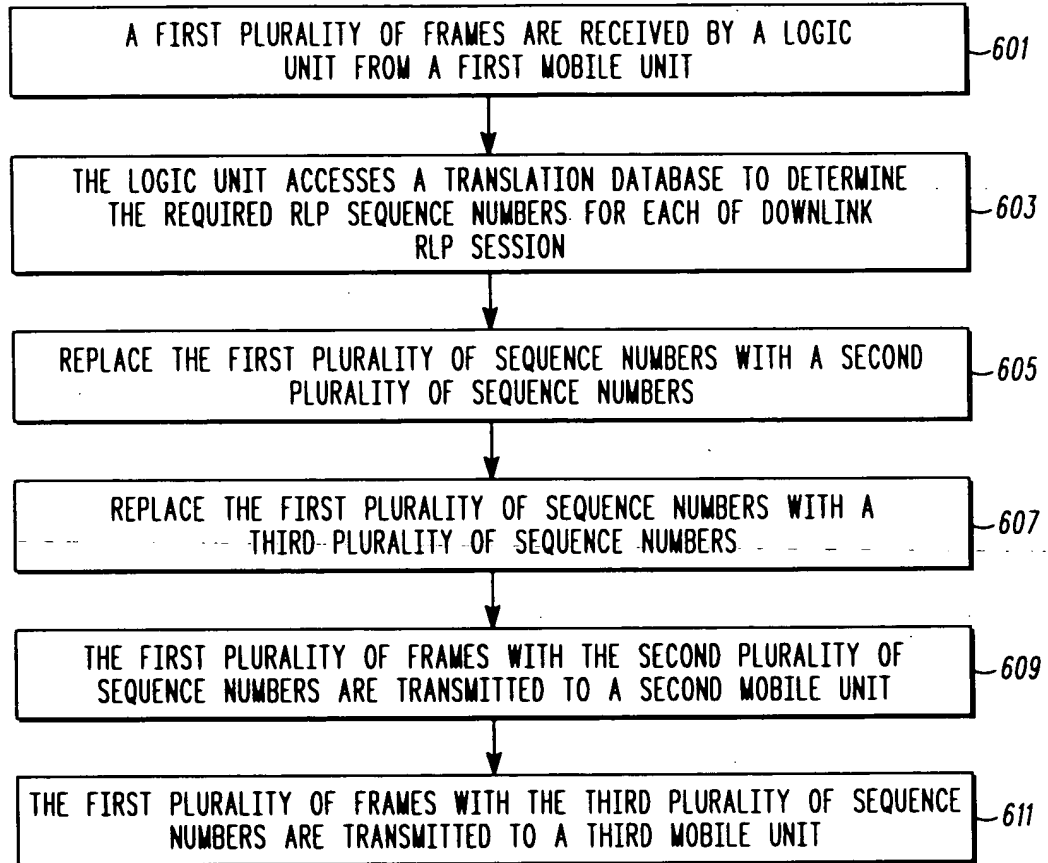 A FIRST PLURALITY OF FRAMES ARE RECEIVED BY A LOGIC
UNIT FROM A FIRST MOBILE UNIT
601
THE LOGIC UNIT ACCESSES A TRANSLATION DATABASE TO DETERMINE
THE REQUIRED RLP SEQUENCE NUMBERS FOR EACH OF DOWNLINK
RLP SESSION
603
REPLACE THE FIRST PLURALITY OF SEQUENCE NUMBERS WITH A SECOND
PLURALITY OF SEQUENCE NUMBERS
605
REPLACE THE FIRST PLURALITY OF SEQUENCE NUMBERS WITH A
THIRD PLURALITY OF SEQUENCE NUMBERS
607
THE FIRST PLURALITY OF FRAMES WITH THE SECOND PLURALITY OF
SEQUENCE NUMBERS ARE TRANSMITTED TO A SECOND MOBILE UNIT
609
THE FIRST PLURALITY OF FRAMES WITH THE THIRD PLURALITY OF SEQUENCE
NUMBERS ARE TRANSMITTED TO A THIRD MOBILE UNIT
611